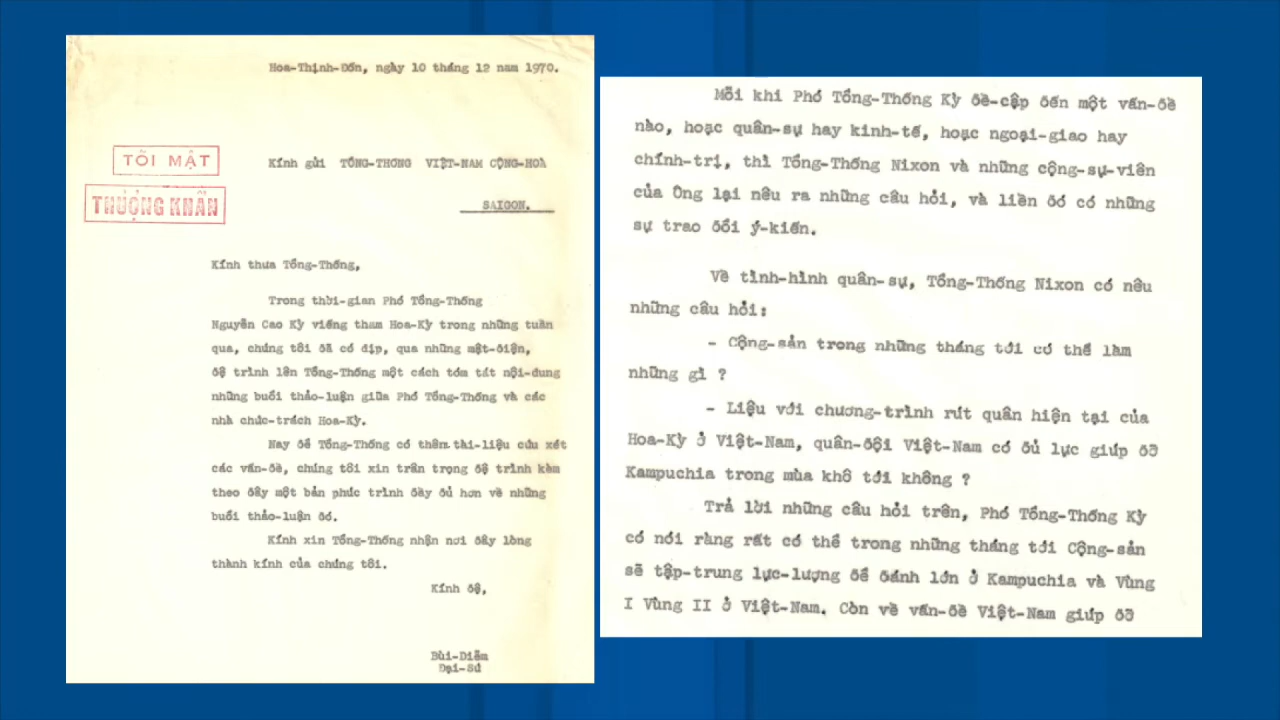 Hoa-Thịnh-Đốn, ngày 10 tháng 12 năm 1970.
TỐI MẬT
THƯỢNG KHẨN
Kính gửi TỔNG-THỐNG VIỆT-NAM CỘNG-HOÀ
SAIGON.
Kính thưa Tổng-Thống,
Trong thời-gian Phó Tổng-Thống
Nguyễn Cao Kỳ viếng thăm Hoa-Kỳ trong những tuần
qua, chúng tôi đã có dịp, qua những mật-điện,
đệ trình lên Tổng-Thống một cách tóm tắt nội-dung
những buổi thảo-luận giữa Phó Tổng-Thống và các
nhà chức-trách Hoa-Kỳ.
Nay để Tổng-Thống có thêm tài-liệu cứu xét
các vấn-đề, chúng tôi xin trân trọng đệ trình kèm
theo đây một bản phúc trình đầy đủ hơn về những
buổi thảo-luận đó.
Kính xin Tổng-Thống nhận nơi đây lòng
thành kính của chúng tôi.
Kính đệ,
Bùi-Diễm
Đại-Sứ
Mỗi khi Phó Tổng-Thống Kỳ đề-cập đến một vấn-đề
nào, hoặc quân-sự hay kinh-tế, hoặc ngoại-giao hay
chính-trị, thì Tổng-Thống Nixon và những cộng-sự-viên
của Ông lại nêu ra những câu hỏi, và liền đó có những
sự trao đổi ý-kiến.
Về tình-hình quân-sự, Tổng-Thống Nixon có nêu
những câu hỏi:
- Cộng-sản trong những tháng tới có thể làm
những gì ?
- Liệu với chương-trình rút quân hiện tại của
Hoa-Kỳ ở Việt-Nam, quân-đội Việt-Nam có đủ lực giúp đỡ
Kampuchia trong mùa khô tới không ?
Trả lời những câu hỏi trên, Phó Tổng-Thống Kỳ
có nói rằng rất có thể trong những tháng tới Cộng-sản
sẽ tập-trung lực-lượng để đánh lớn ở Kampuchia và Vùng
I Vùng II ở Việt-Nam. Còn về vấn-đề Việt-Nam giúp đỡ